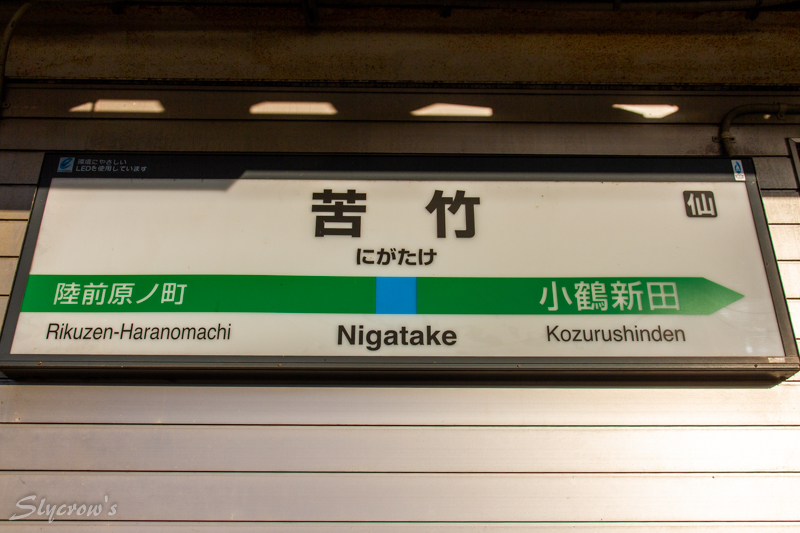 環境にやさしい
LEDを使用しています
苦竹
仙
にがたけ
陸前原ノ町 小鶴新田
Rikuzen-Haranomachi Nigatake Kozurushinden
Slycrow's